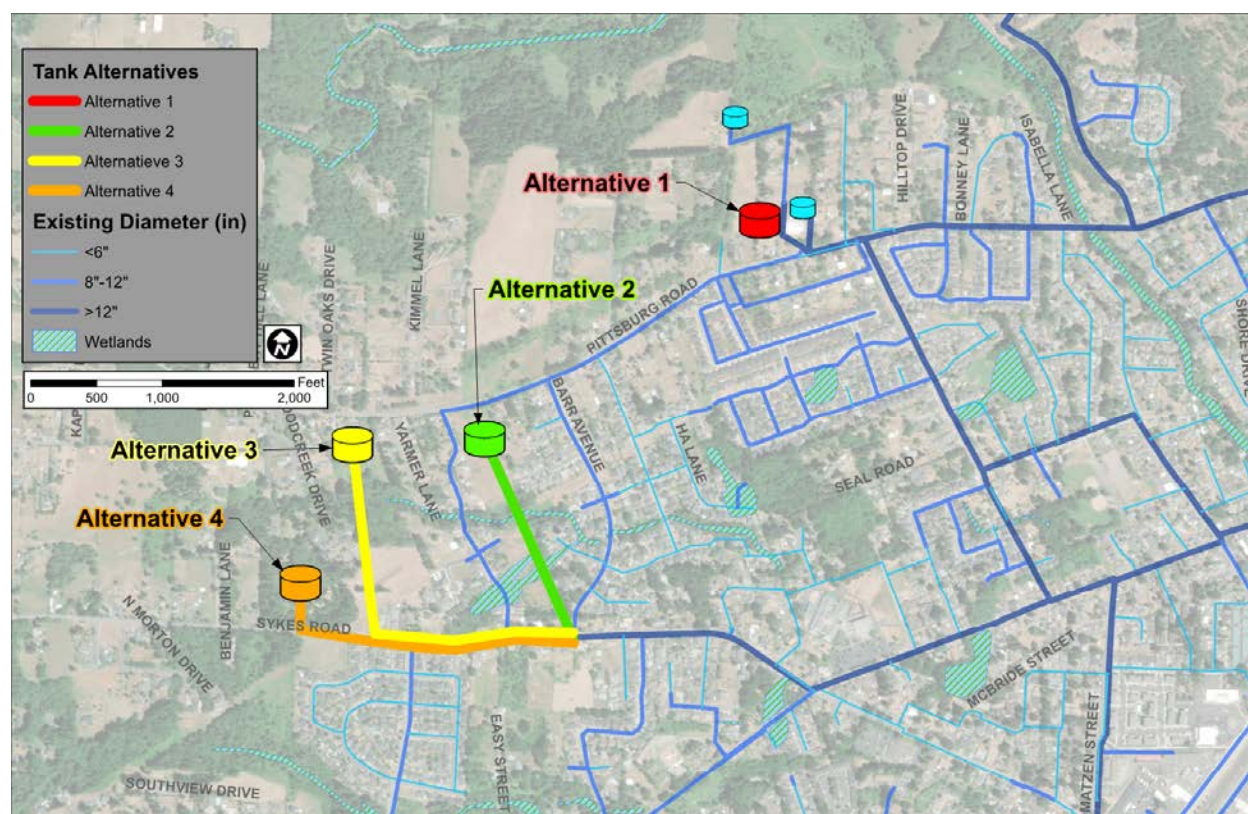 Tank Alternatives
Alternative 1
Alternative 2
Alternatieve 3
Alternative 4
Existing Diameter (in)
<6"
8"-12"
>12"
Wetlands
N
Feet
0 500 1,000 2,000
Alternative 1
Alternative 2
Alternative 3
Alternative 4
HILLTOP DRIVE
BONNEY LANE
ISABELLA LANE
KIMMEL LANE
TWIN OAKS DRIVE
PITTSBURG ROAD
BARR AVENUE
YARMER LANE
HA LANE
SEAL ROAD
BENJAMIN LANE
N MORTON DRIVE
SYKES ROAD
EASY STREET
MCBRIDE STREET
MATZEN STREET
SOUTHVIEW DRIVE